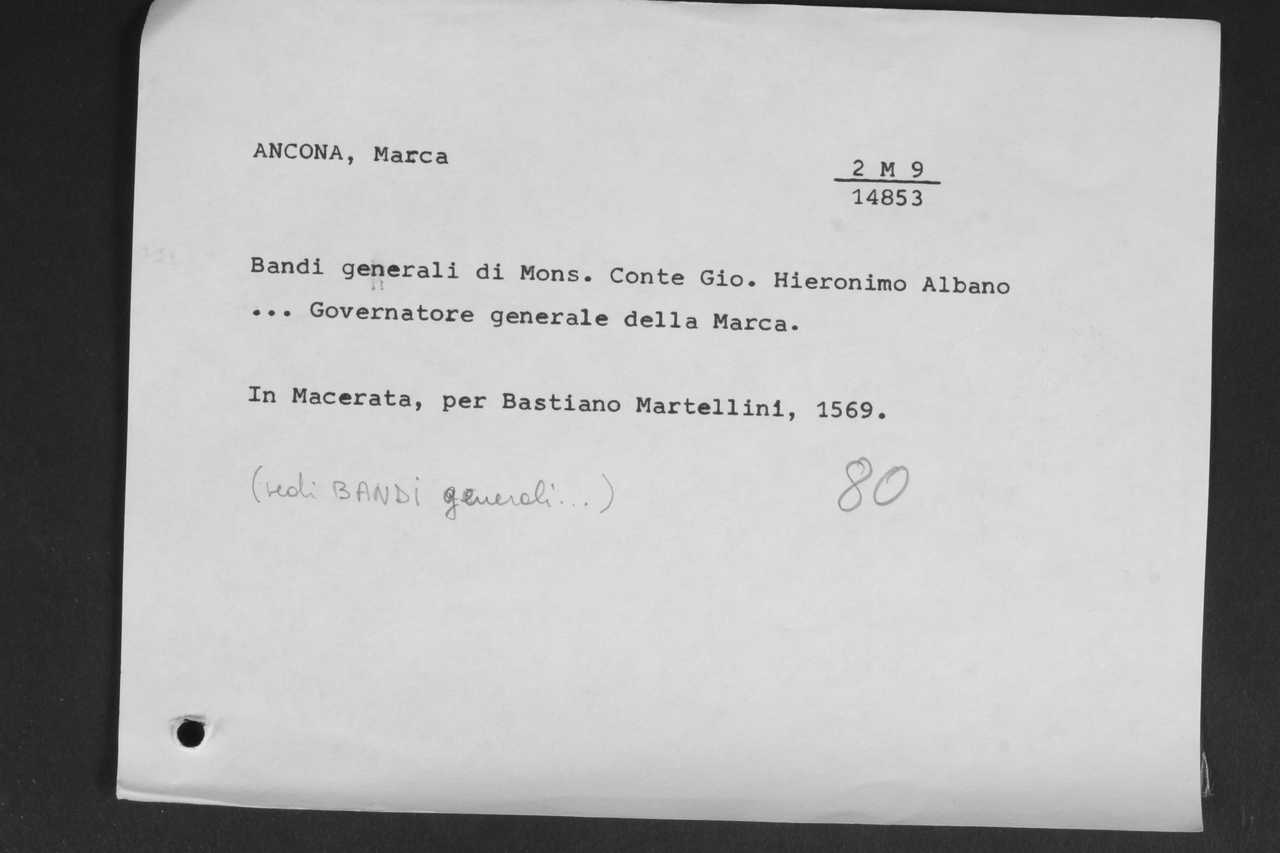 ANCONA, Marca
2 M 9
14853
Bandi generali di Mons. Conte Gio. Hieronimo Albano
... Governatore generale della Marca.
In Macerata, per Bastiano Martellini, 1569.
(vedi BANDI generali...)
80